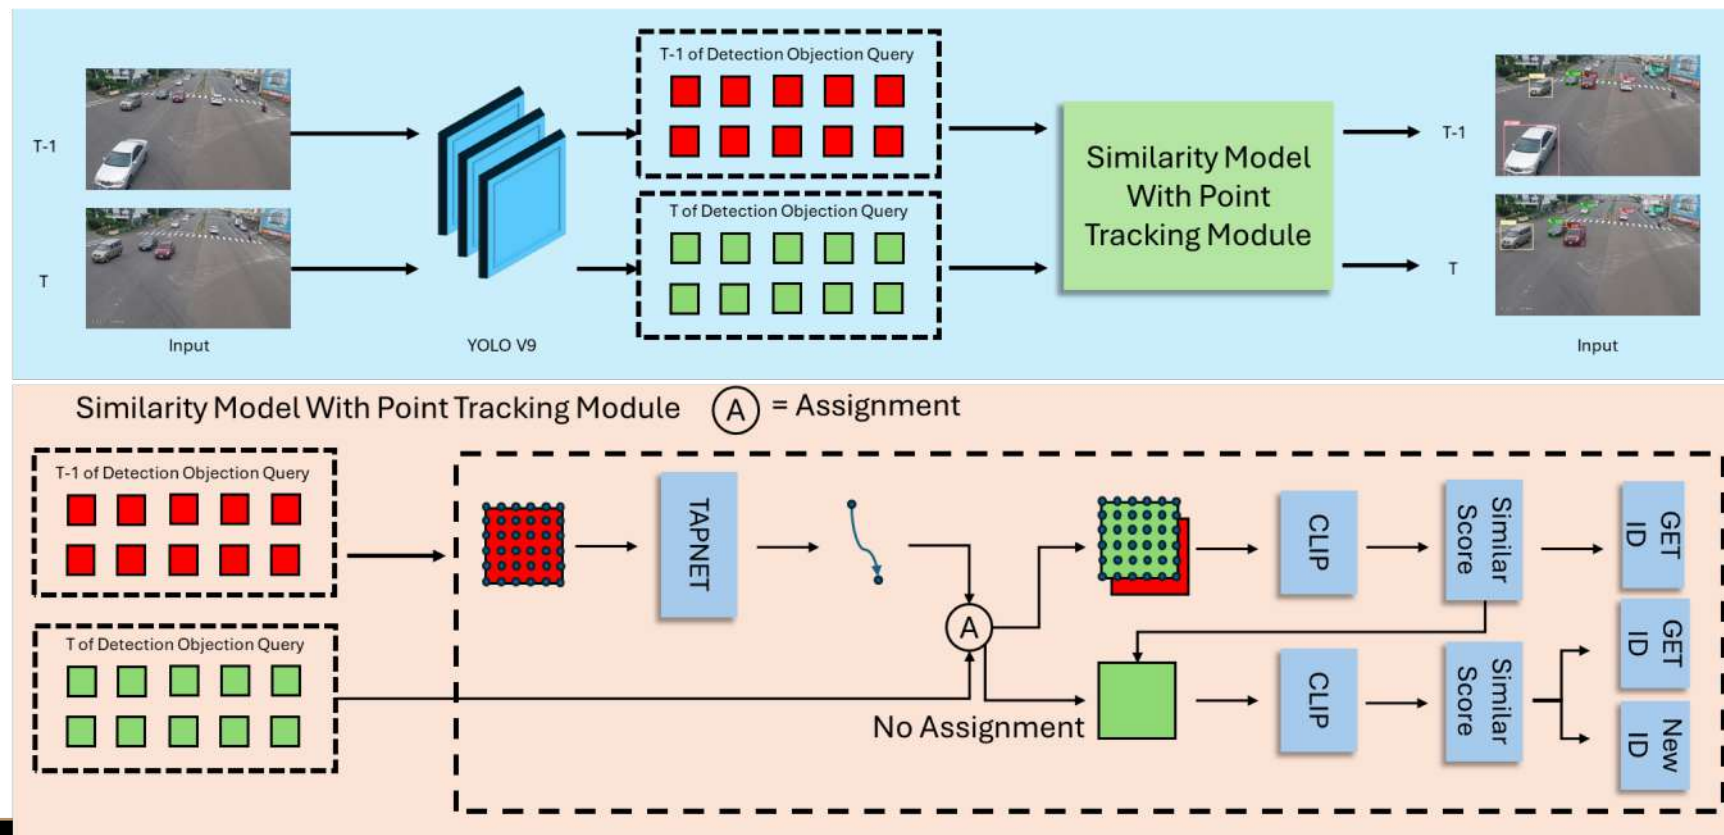 T-1 of Detection Objection Query
T-1
T
Input
YOLO V9
T of Detection Objection Query
Similarity Model
With Point
Tracking Module
T-1
T
Input
Similarity Model With Point Tracking Module
A
= Assignment
T-1 of Detection Objection Query
T of Detection Objection Query
TAPNET
A
No Assignment
CLIP
Similar
Score
GET
ID
CLIP
Similar
Score
GET
ID
New
ID